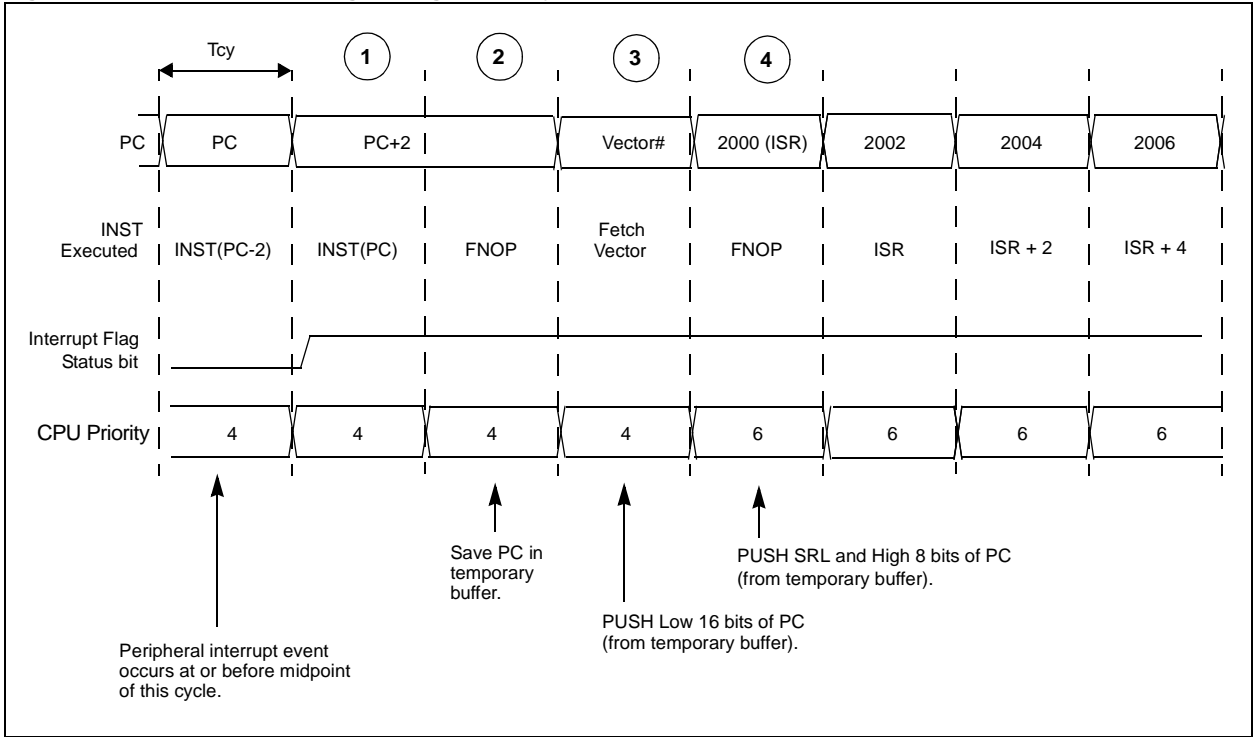 Tcy
1
2
3
4
PC
PC
PC+2
Vector#
2000 (ISR)
2002
2004
2006
INST
Executed
INST(PC-2)
INST(PC)
FNOP
Fetch
Vector
FNOP
ISR
ISR + 2
ISR + 4
Interrupt Flag
Status bit
CPU Priority
4
4
4
4
6
6
6
6
Save PC in
temporary
buffer.
PUSH SRL and High 8 bits of PC
(from temporary buffer).
PUSH Low 16 bits of PC
(from temporary buffer).
Peripheral interrupt event
occurs at or before midpoint
of this cycle.